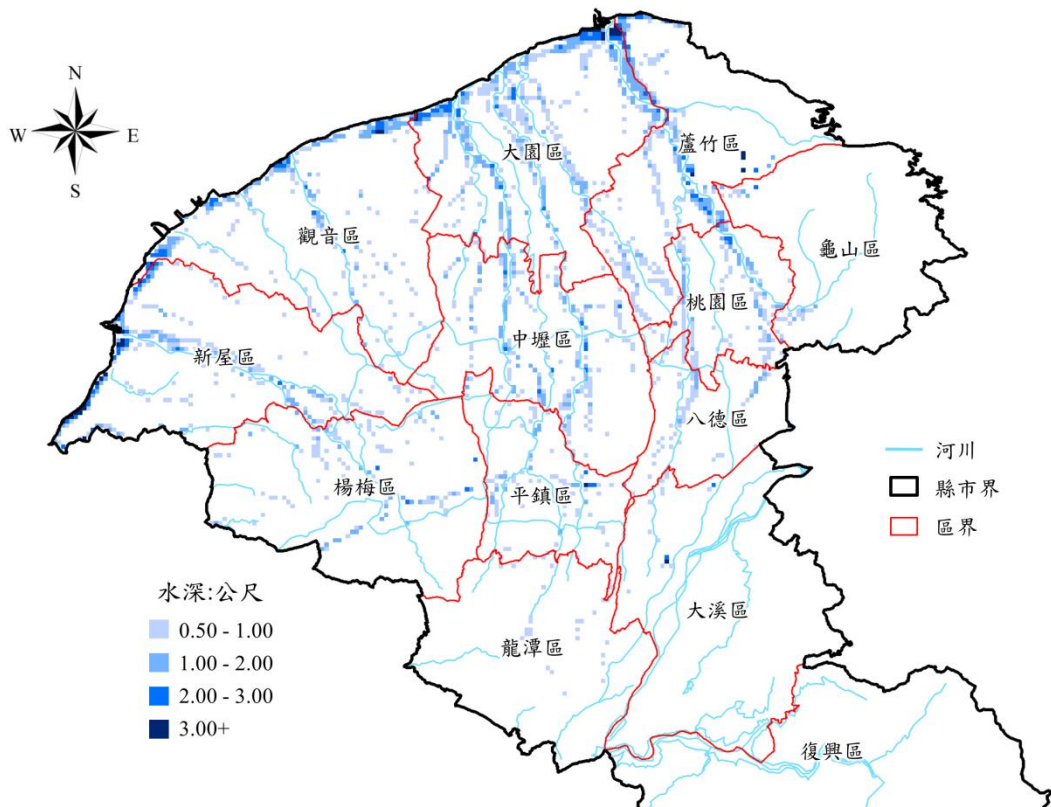 N
W
E
S
大園區
蘆竹區
觀音區
龜山區
桃園區
中壢區
新屋區
八德區
楊梅區
平鎮區
大溪區
龍潭區
復興區
河川
縣市界
區界
水深:公尺
0.50 - 1.00
1.00 - 2.00
2.00 - 3.00
3.00+